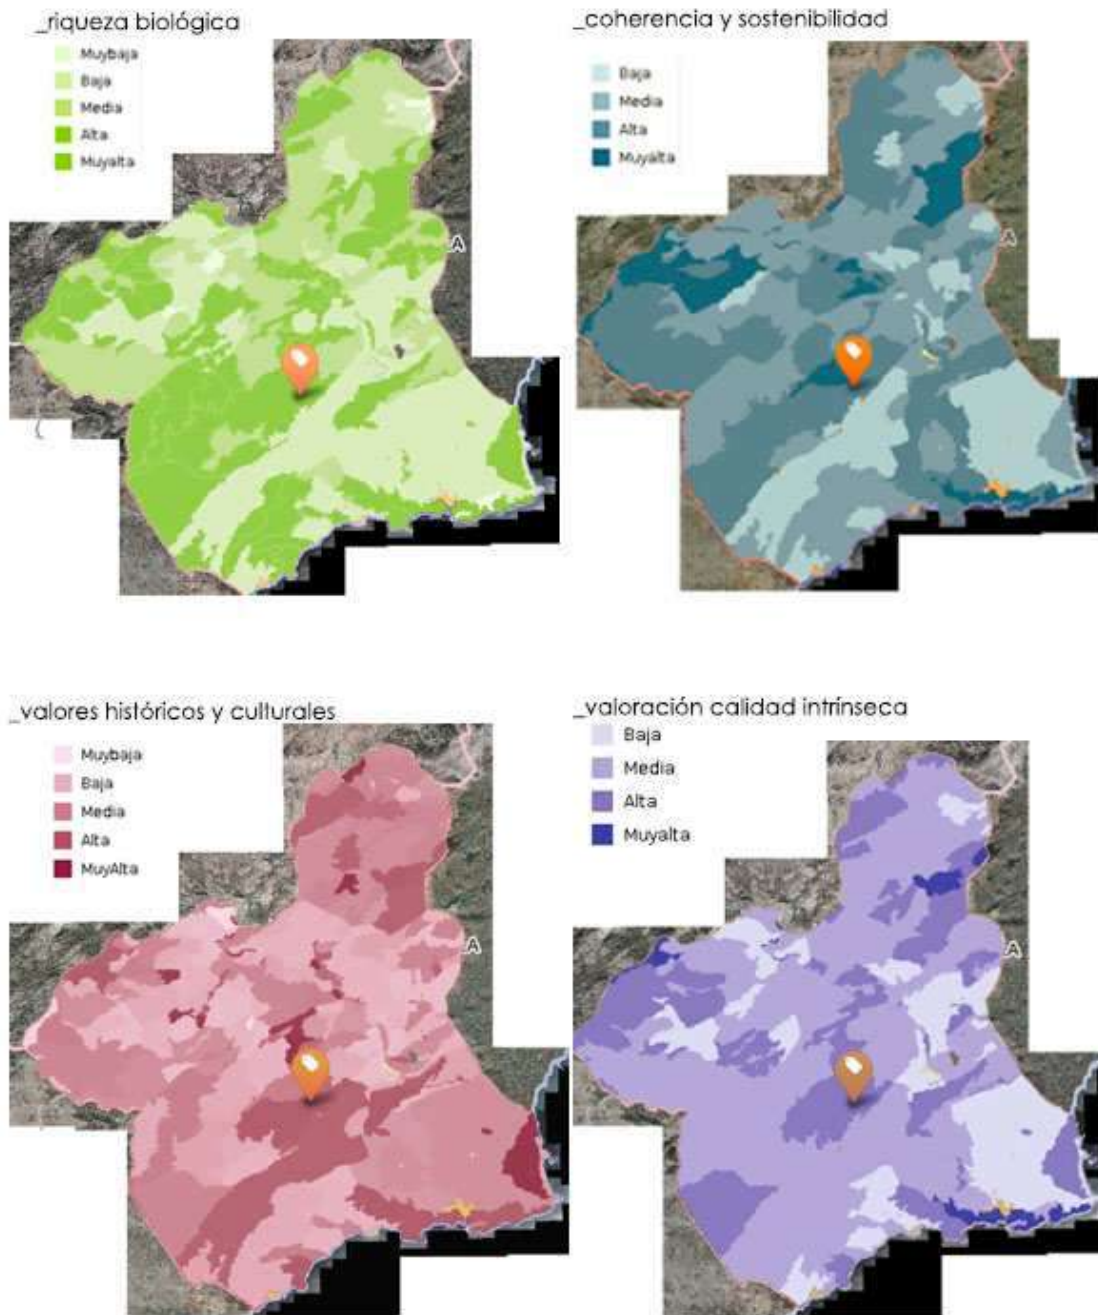 _riqueza biológica
Muybaja
Baja
Media
Alta
Muyalta
A
_coherencia y sostenibilidad
Baja
Media
Alta
Muyalta
A
_valores históricos y culturales
Muybaja
Baja
Media
Alta
MuyAlta
A
_valoración calidad intrínseca
Baja
Media
Alta
Muyalta
A